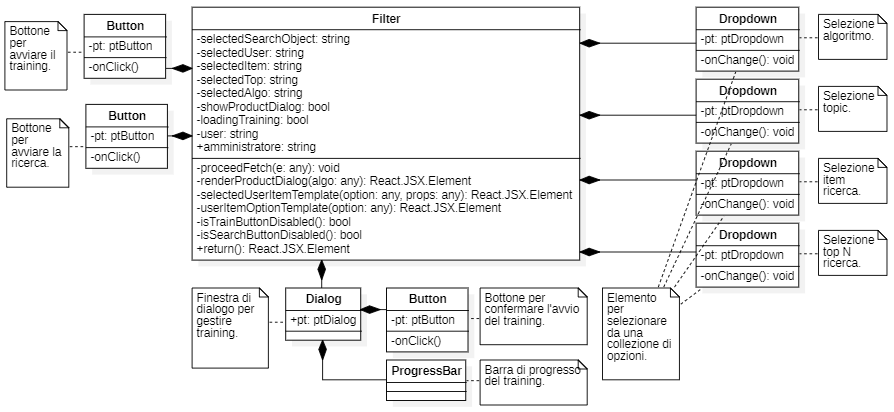 Bottone
per
avviare il
training.
Button
-pt: ptButton
-onClick()
Bottone
per
avviare la
ricerca.
Button
-pt: ptButton
-onClick()
Filter
-selectedSearchObject: string
-selectedUser: string
-selectedItem: string
-selectedTop: string
-selectedAlgo: string
-showProductDialog: bool
-loadingTraining: bool
-user: string
+amministratore: string
-proceedFetch(e: any): void
-renderProductDialog(algo: any): React.JSX.Element
-selectedUserItemTemplate(option: any, props: any): React.JSX.Element
-userItemOptionTemplate(option: any): React.JSX.Element
-isTrainButtonDisabled(): bool
-isSearchButtonDisabled(): bool
+return(): React.JSX.Element
Dropdown
-pt: ptDropdown
-onChange(): void
Selezione
algoritmo.
Dropdown
-pt: ptDropdown
-onChange(): void
Selezione
topic.
Dropdown
-pt: ptDropdown
-onChange(): void
Selezione
item
ricerca.
Dropdown
-pt: ptDropdown
-onChange(): void
Selezione
top N
ricerca.
Finestra di
dialogo per
gestire
training.
Dialog
+pt: ptDialog
Button
-pt: ptButton
-onClick()
Bottone per
confermare l'avvio
del training.
Elemento
per
selezionare
da una
collezione di
opzioni.
ProgressBar
Barra di progresso
del training.